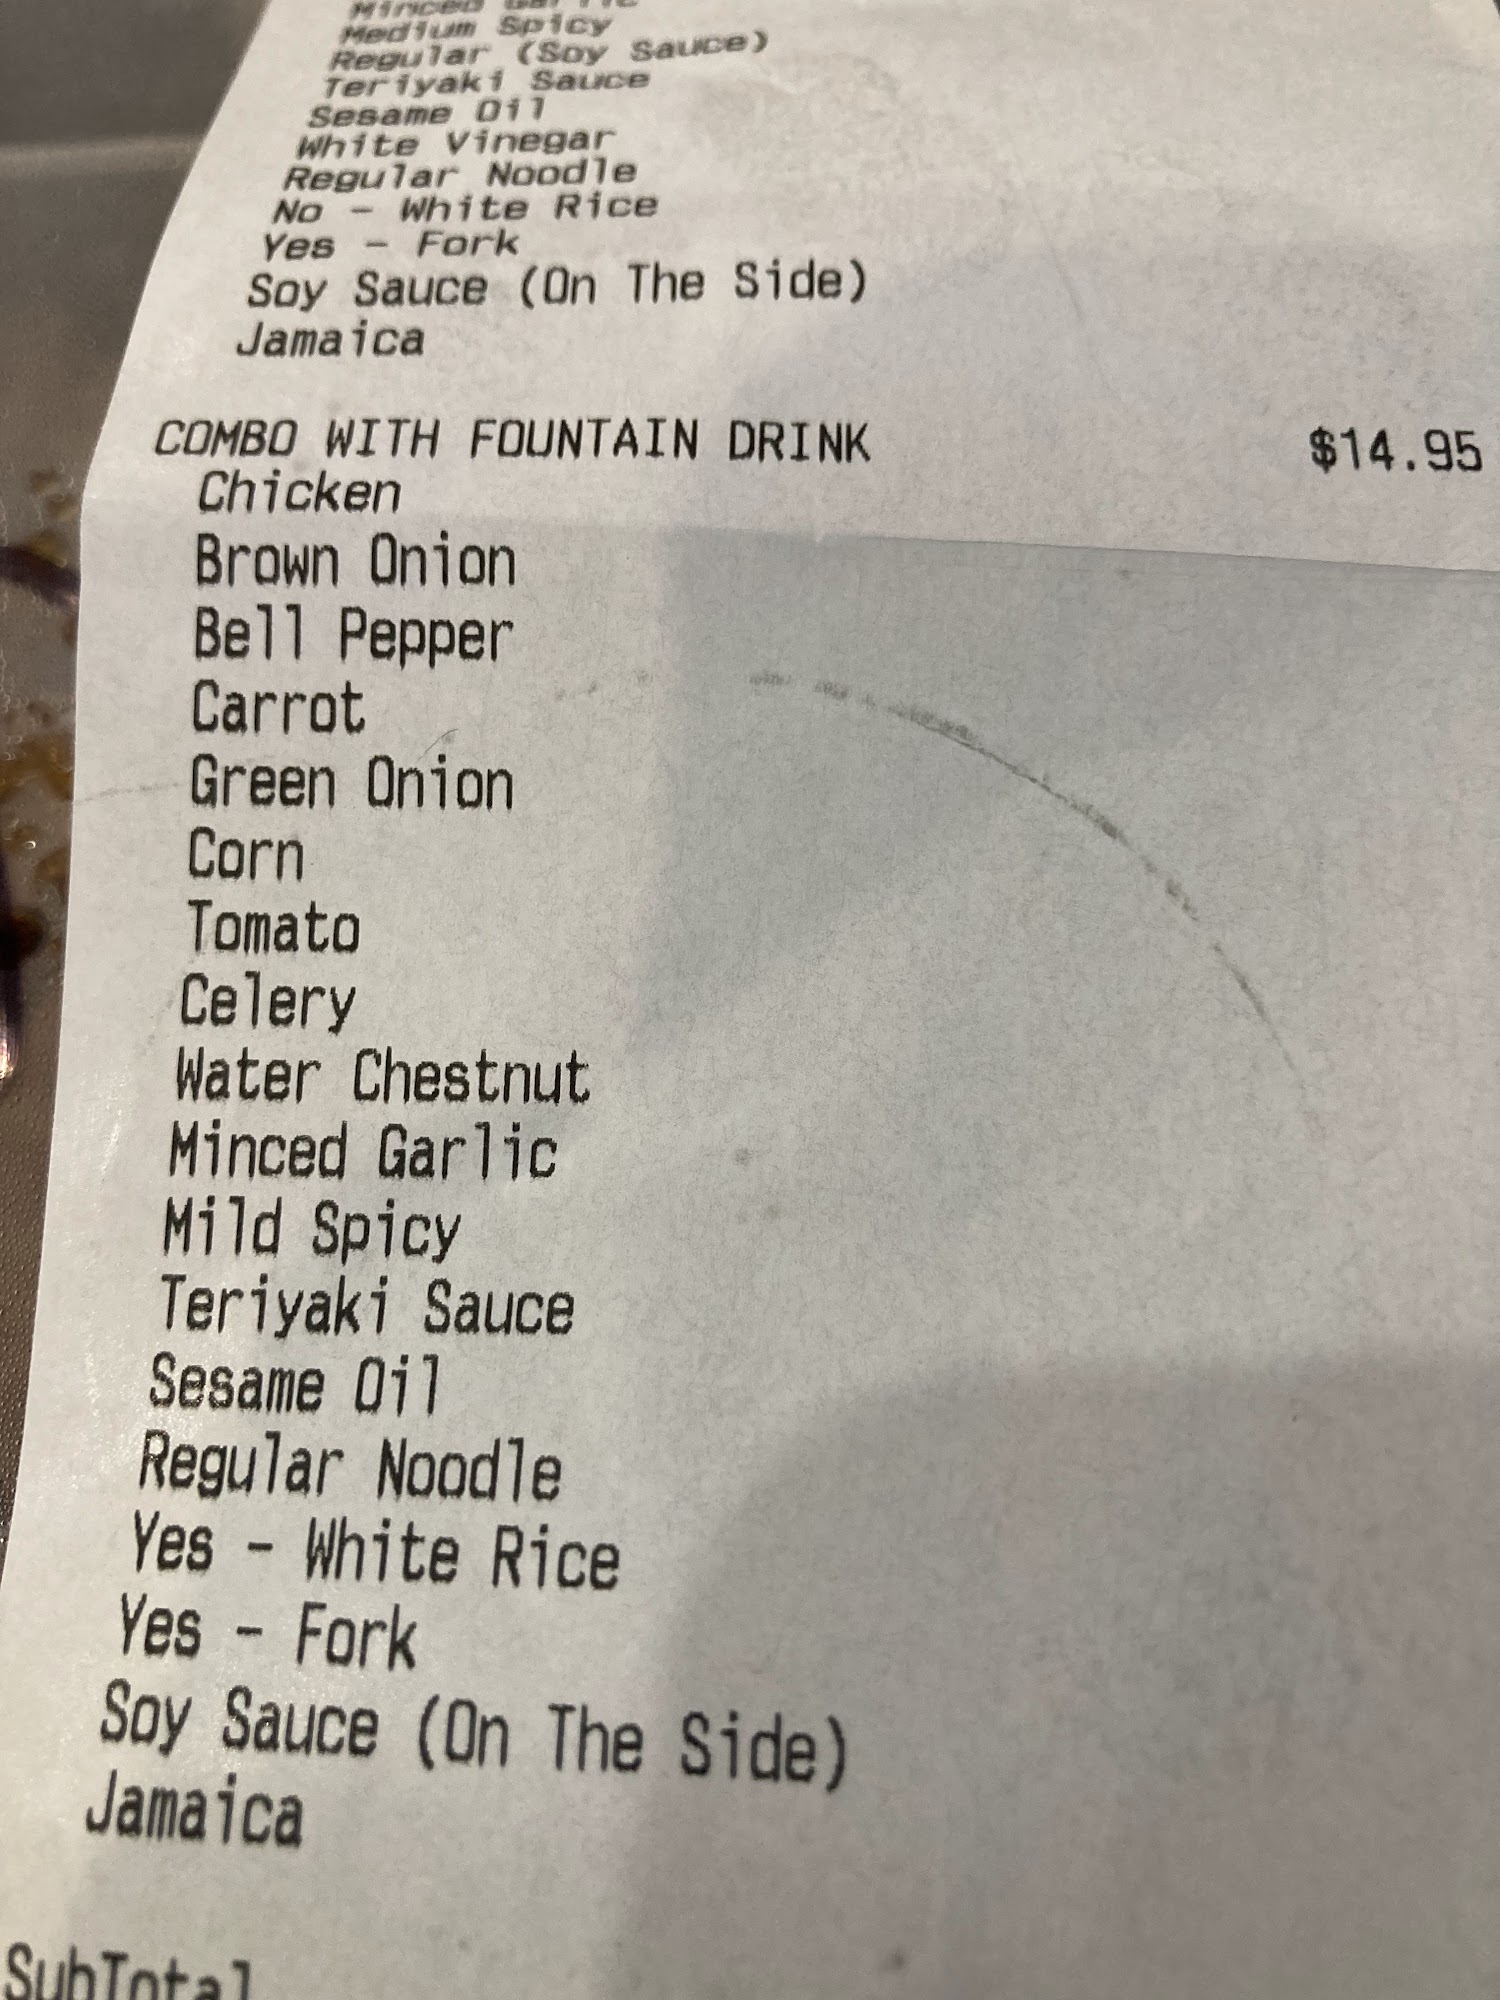 Minced Garlic
Medium Spicy
Regular (Soy Sauce)
Teriyaki Sauce
Sesame Oil
White Vinegar
Regular Noodle
No - White Rice
Yes - Fork
Soy Sauce (On The Side)
Jamaica
COMBO WITH FOUNTAIN DRINK $14.95
Chicken
Brown Onion
Bell Pepper
Carrot
Green Onion
Corn
Tomato
Celery
Water Chestnut
Minced Garlic
Mild Spicy
Teriyaki Sauce
Sesame Oil
Regular Noodle
Yes - White Rice
Yes - Fork
Soy Sauce (On The Side)
Jamaica
SubTotal